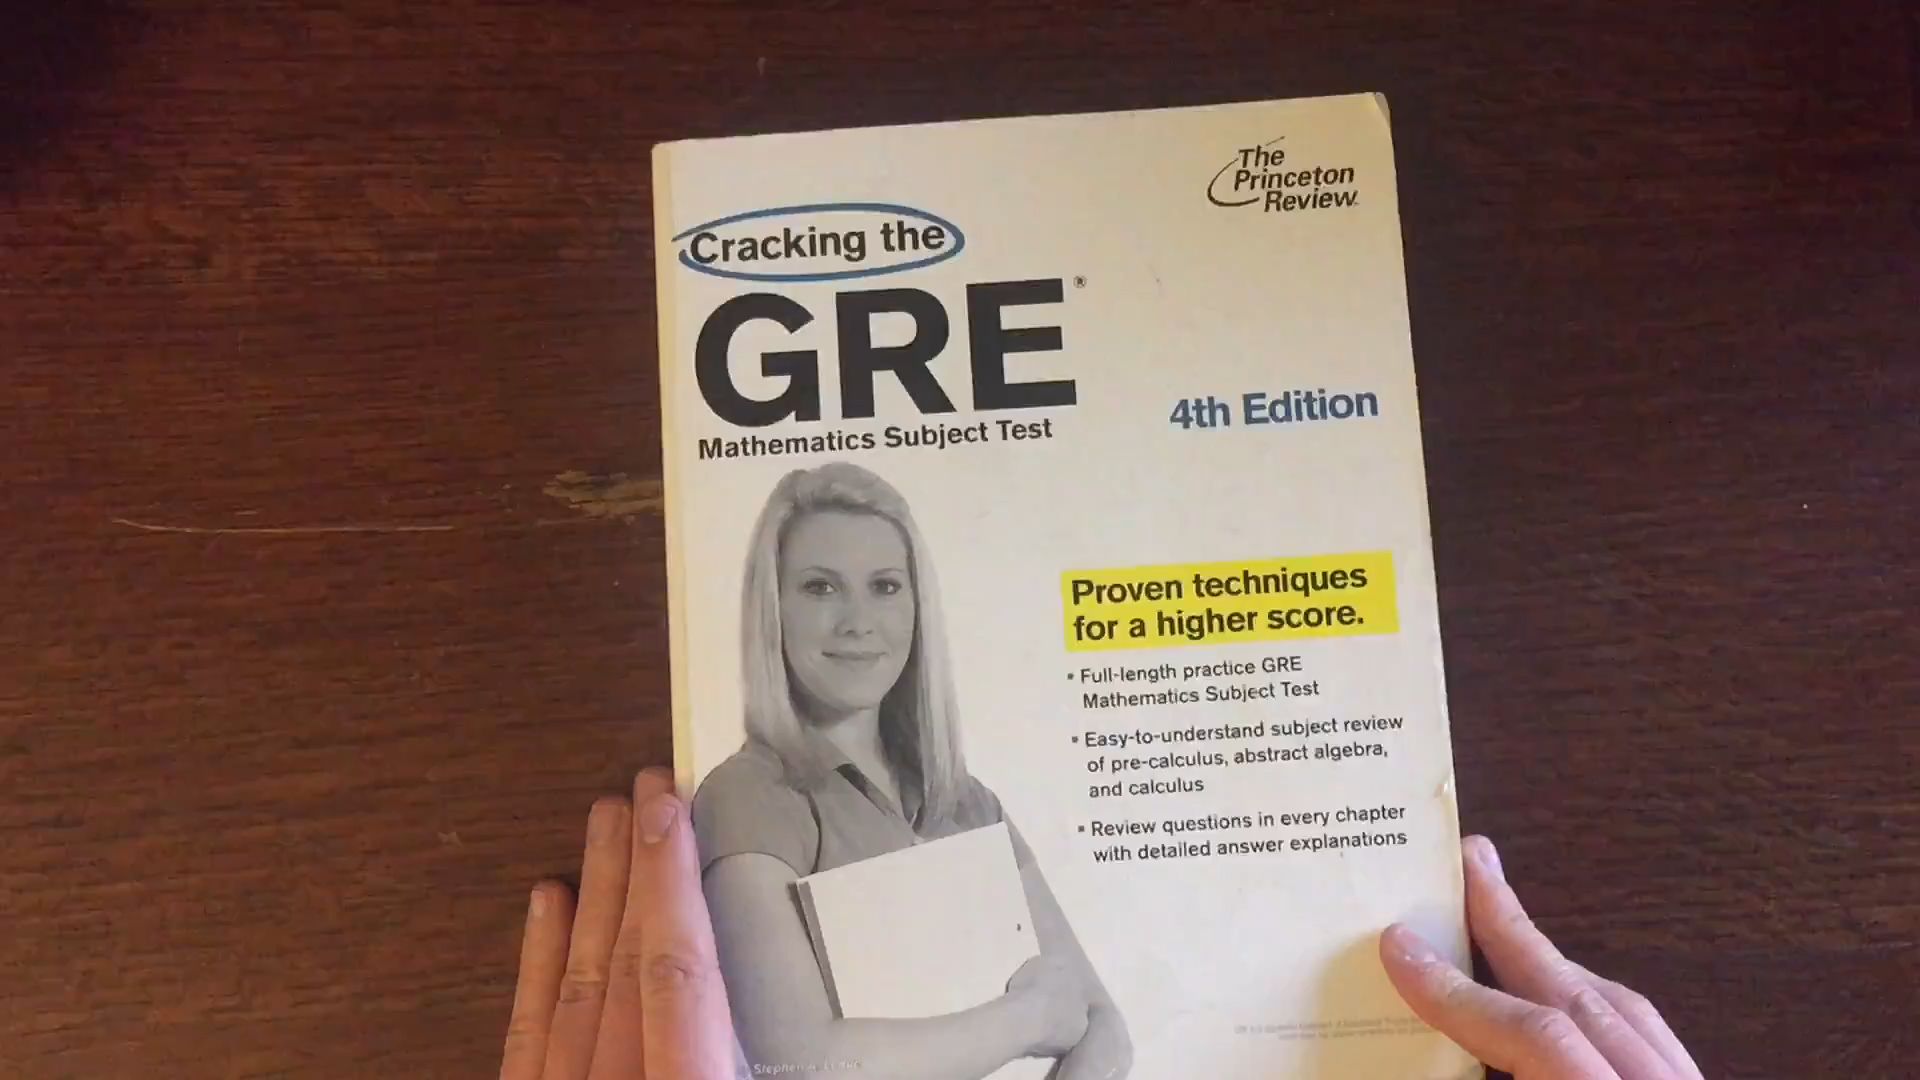 The
Princeton
Review
Cracking the
GRE®
Mathematics Subject Test
4th Edition
Proven techniques
for a higher score.
▪ Full-length practice GRE
Mathematics Subject Test
▪ Easy-to-understand subject review
of pre-calculus, abstract algebra,
and calculus
▪ Review questions in every chapter
with detailed answer explanations